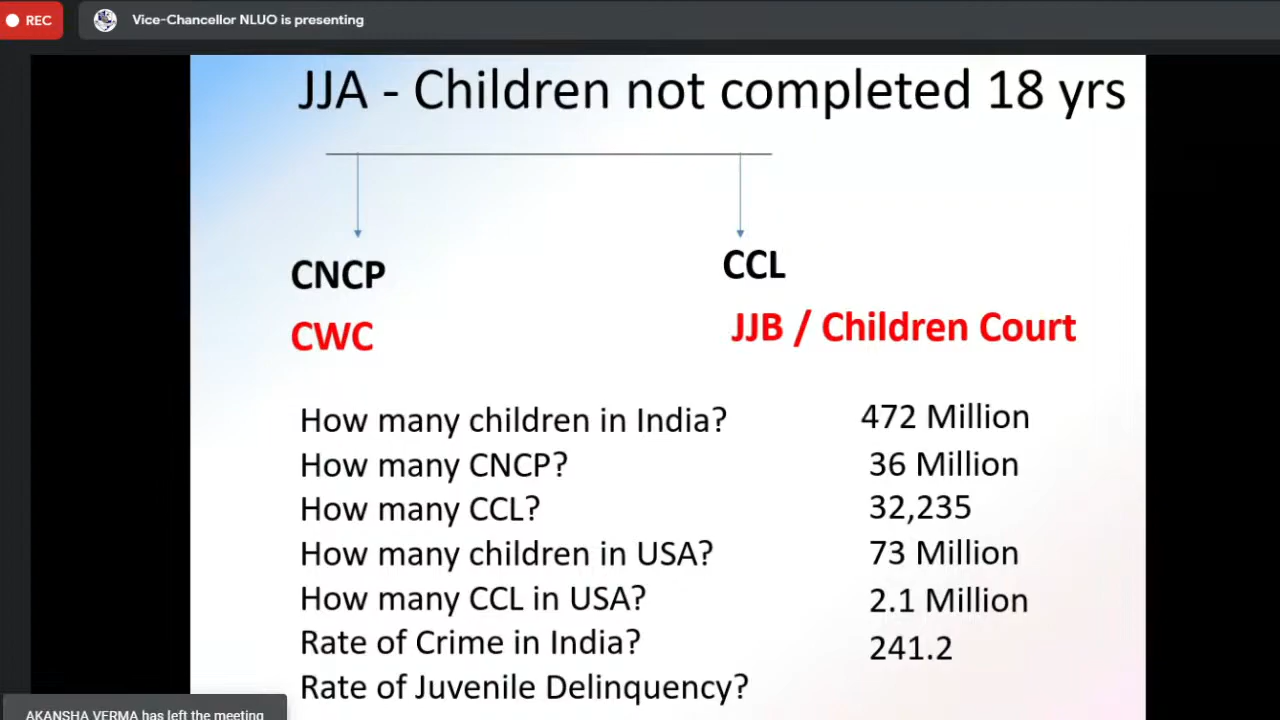 REC
Vice-Chancellor NLUO is presenting
JJA - Children not completed 18 yrs
CNCP
CCL
CWC
JJB / Children Court
How many children in India? 472 Million
How many CNCP? 36 Million
How many CCL? 32,235
How many children in USA? 73 Million
How many CCL in USA? 2.1 Million
Rate of Crime in India? 241.2
Rate of Juvenile Delinquency?
AKANSHA VERMA has left the meeting